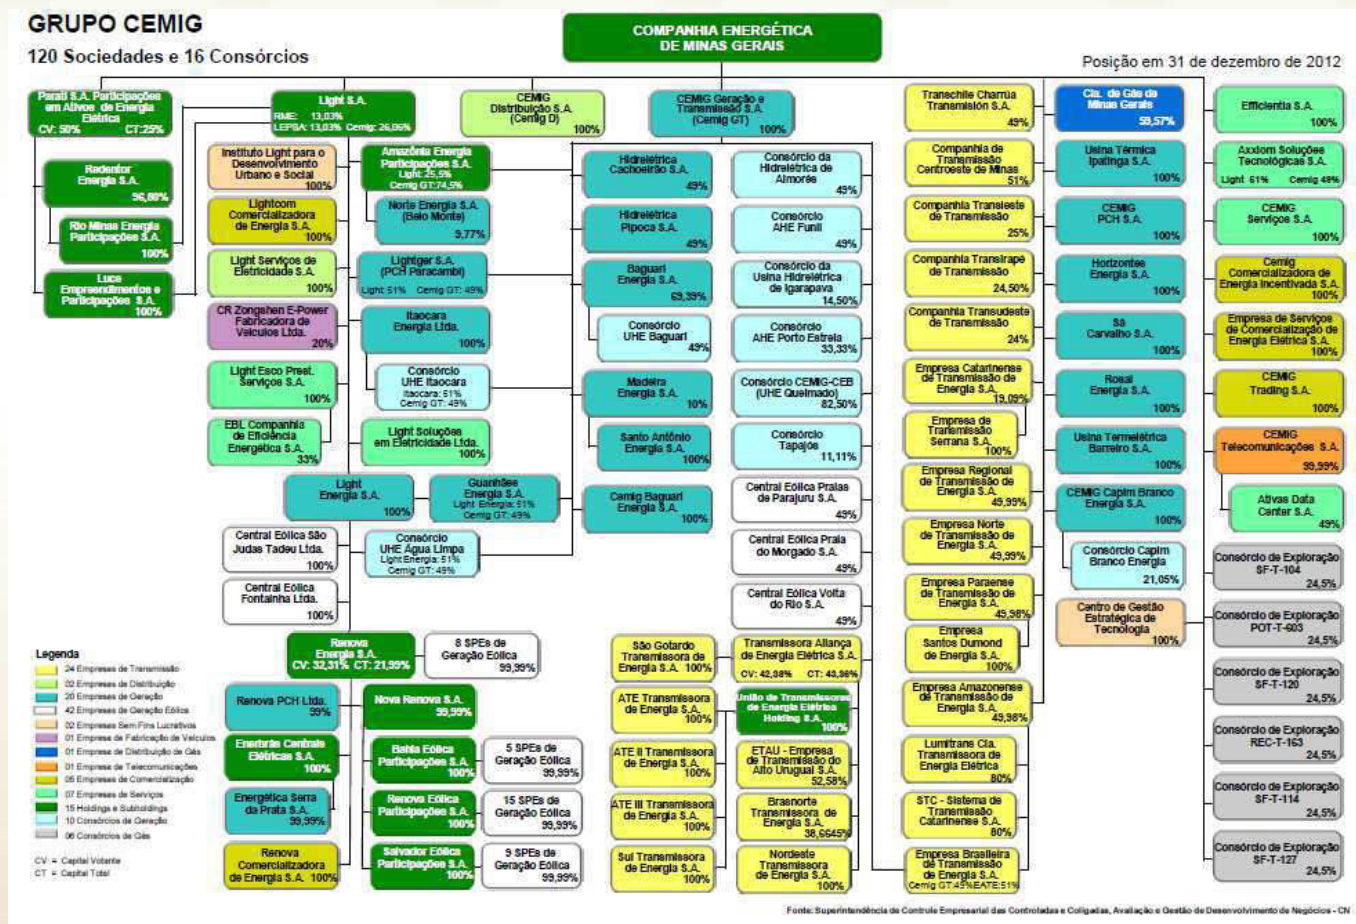 GRUPO CEMIG
120 Sociedades e 16 Consórcios
COMPANHIA ENERGÉTICA
DE MINAS GERAIS
Posição em 31 de dezembro de 2012
Parati S.A. Participações
em Ativos de Energia
Elétrica
CV: 50% CT:25%
Redentor
Energia S.A.
96,80%
Rio Minas Energia
Participações S.A.
100%
Luce
Empreendimentos e
Participações S.A.
100%
Light S.A.
RME: 13,03%
LEPSA: 13,03% Cemig: 26,06%
Instituto Light para o
Desenvolvimento
Urbano e Social
100%
Lightcom
Comercializadora
de Energia S.A.
100%
Light Serviços de
Eletricidade S.A.
100%
CR Zongshen E-Power
Fabricadora de
Veículos Ltda.
20%
Light Esco Prest.
Serviços S.A.
100%
EBL Companhia
de Eficiência
Energética S.A.
33%
Amazônia Energia
Participações S.A.
Light 25,5%
Cemig GT:74,5%
Norte Energia S.A.
(Belo Monte)
9,77%
Lightger S.A.
(PCH Paracambi)
Light 51% Cemig GT: 49%
Itaocara
Energia Ltda.
100%
Consórcio
UHE Itaocara
Itaocara: 51%
Cemig GT: 49%
Light Soluções
em Eletricidade Ltda.
100%
Light
Energia S.A.
100%
Guanhães
Energia S.A.
Light Energia: 51%
Cemig GT: 49%
Central Eólica São
Judas Tadeu Ltda.
100%
Consórcio
UHE Água Limpa
Light Energia: 51%
Cemig GT: 49%
Central Eólica
Fontainha Ltda.
100%
Renova
Energia S.A.
CV: 32,31% CT: 21,99%
8 SPEs de
Geração Eólica
99,99%
Renova PCH Ltda.
99%
Nova Renova S.A.
99,99%
Enerbrás Centrais
Elétricas S.A.
100%
Bahia Eólica
Participações S.A.
100%
5 SPEs de
Geração Eólica
99,99%
Energética Serra
da Prata S.A.
99,99%
Renova Eólica
Participações S.A.
100%
15 SPEs de
Geração Eólica
99,99%
Renova
Comercializadora
de Energia S.A. 100%
Salvador Eólica
Participações S.A.
100%
9 SPEs de
Geração Eólica
99,99%
CEMIG
Distribuição S.A.
(Cemig D)
100%
CEMIG Geração e
Transmissão S.A.
(Cemig GT)
100%
Hidrelétrica
Cachoeirão S.A.
49%
Hidrelétrica
Pipoca S.A.
49%
Baguari
Energia S.A.
69,39%
Consórcio
UHE Baguari
49%
Madeira
Energia S.A.
10%
Santo Antônio
Energia S.A.
100%
Cemig Baguari
Energia S.A.
100%
Consórcio da
Hidrelétrica de
Aimorés
49%
Consórcio
AHE Funil
49%
Consórcio da
Usina Hidrelétrica
de Igarapava
14,50%
Consórcio
AHE Porto Estrela
33,33%
Consórcio CEMIG-CEB
(UHE Queimado)
82,50%
Consórcio
Tapajós
11,11%
Central Eólica Praias
de Parajuru S.A.
49%
Central Eólica Praia
do Morgado S.A.
49%
Central Eólica Volta
do Rio S.A.
49%
São Gotardo
Transmissora de
Energia S.A. 100%
Transmissora Aliança
de Energia Elétrica S.A.
CV: 42,38% CT: 43,36%
ATE Transmissora
de Energia S.A.
100%
União de Transmissoras
de Energia Elétrica
Holding S.A.
100%
ATE II Transmissora
de Energia S.A.
100%
ETAU - Empresa
de Transmissão do
Alto Uruguai S.A.
52,58%
ATE III Transmissora
de Energia S.A.
100%
Brasnorte
Transmissora de
Energia S.A.
38,6645%
Sul Transmissora
de Energia S.A.
100%
Nordeste
Transmissora
de Energia S.A.
100%
Transchile Charrúa
Transmisión S.A.
49%
Companhia de
Transmissão
Centroeste de Minas
51%
Companhia Transleste
de Transmissão
25%
Companhia Transirapé
de Transmissão
24,50%
Companhia Transudeste
de Transmissão
24%
Empresa Catarinense
de Transmissão de
Energia S.A.
19,09%
Empresa de
Transmissão
Serrana S.A.
100%
Empresa Regional
de Transmissão de
Energia S.A.
49,99%
Empresa Norte
de Transmissão de
Energia S.A.
49,99%
Empresa Paraense
de Transmissão de
Energia S.A.
49,98%
Empresa
Santos Dumond
de Energia S.A.
100%
Empresa Amazonense
de Transmissão de
Energia S.A.
49,98%
Lumitrans Cia.
Transmissora de
Energia Elétrica
80%
STC - Sistema de
Transmissão
Catarinense S.A.
80%
Empresa Brasileira
de Transmissão
de Energia S.A.
Cemig GT:49%EATE:51%
Cia. de Gás de
Minas Gerais
59,57%
Usina Térmica
Ipatinga S.A.
100%
CEMIG
PCH S.A.
100%
Horizontes
Energia S.A.
100%
Sá
Carvalho S.A.
100%
Rosal
Energia S.A.
100%
Usina Termelétrica
Barreiro S.A.
100%
CEMIG Capim Branco
Energia S.A.
100%
Consórcio Capim
Branco Energia
21,05%
Centro de Gestão
Estratégica de
Tecnologia
100%
Efficientia S.A.
100%
Axxiom Soluções
Tecnológicas S.A.
Light 51% Cemig 49%
CEMIG
Serviços S.A.
100%
Cemig
Comercializadora de
Energia Incentivada S.A.
100%
Empresa de Serviços
de Comercialização de
Energia Elétrica S.A.
100%
CEMIG
Trading S.A.
100%
CEMIG
Telecomunicações S.A.
99,99%
Ativas Data
Center S.A.
49%
Consórcio de Exploração
SF-T-104
24,5%
Consórcio de Exploração
POT-T-603
24,5%
Consórcio de Exploração
SF-T-120
24,5%
Consórcio de Exploração
REC-T-163
24,5%
Consórcio de Exploração
SF-T-114
24,5%
Consórcio de Exploração
SF-T-127
24,5%
Legenda
24 Empresas de Transmissão
02 Empresas de Distribuição
20 Empresas de Geração
42 Empresas de Geração Eólica
02 Empresas Sem Fins Lucrativos
01 Empresa de Fabricação de Veículos
01 Empresa de Distribuição de Gás
01 Empresa de Telecomunicações
05 Empresas de Comercialização
07 Empresas de Serviços
15 Holdings e Subholdings
10 Consórcios de Geração
06 Consórcios de Gás
CV = Capital Votante
CT = Capital Total
Fonte: Superintendência de Controle Empresarial das Controladas e Coligadas, Avaliação e Gestão de Desenvolvimento de Negócios - CN